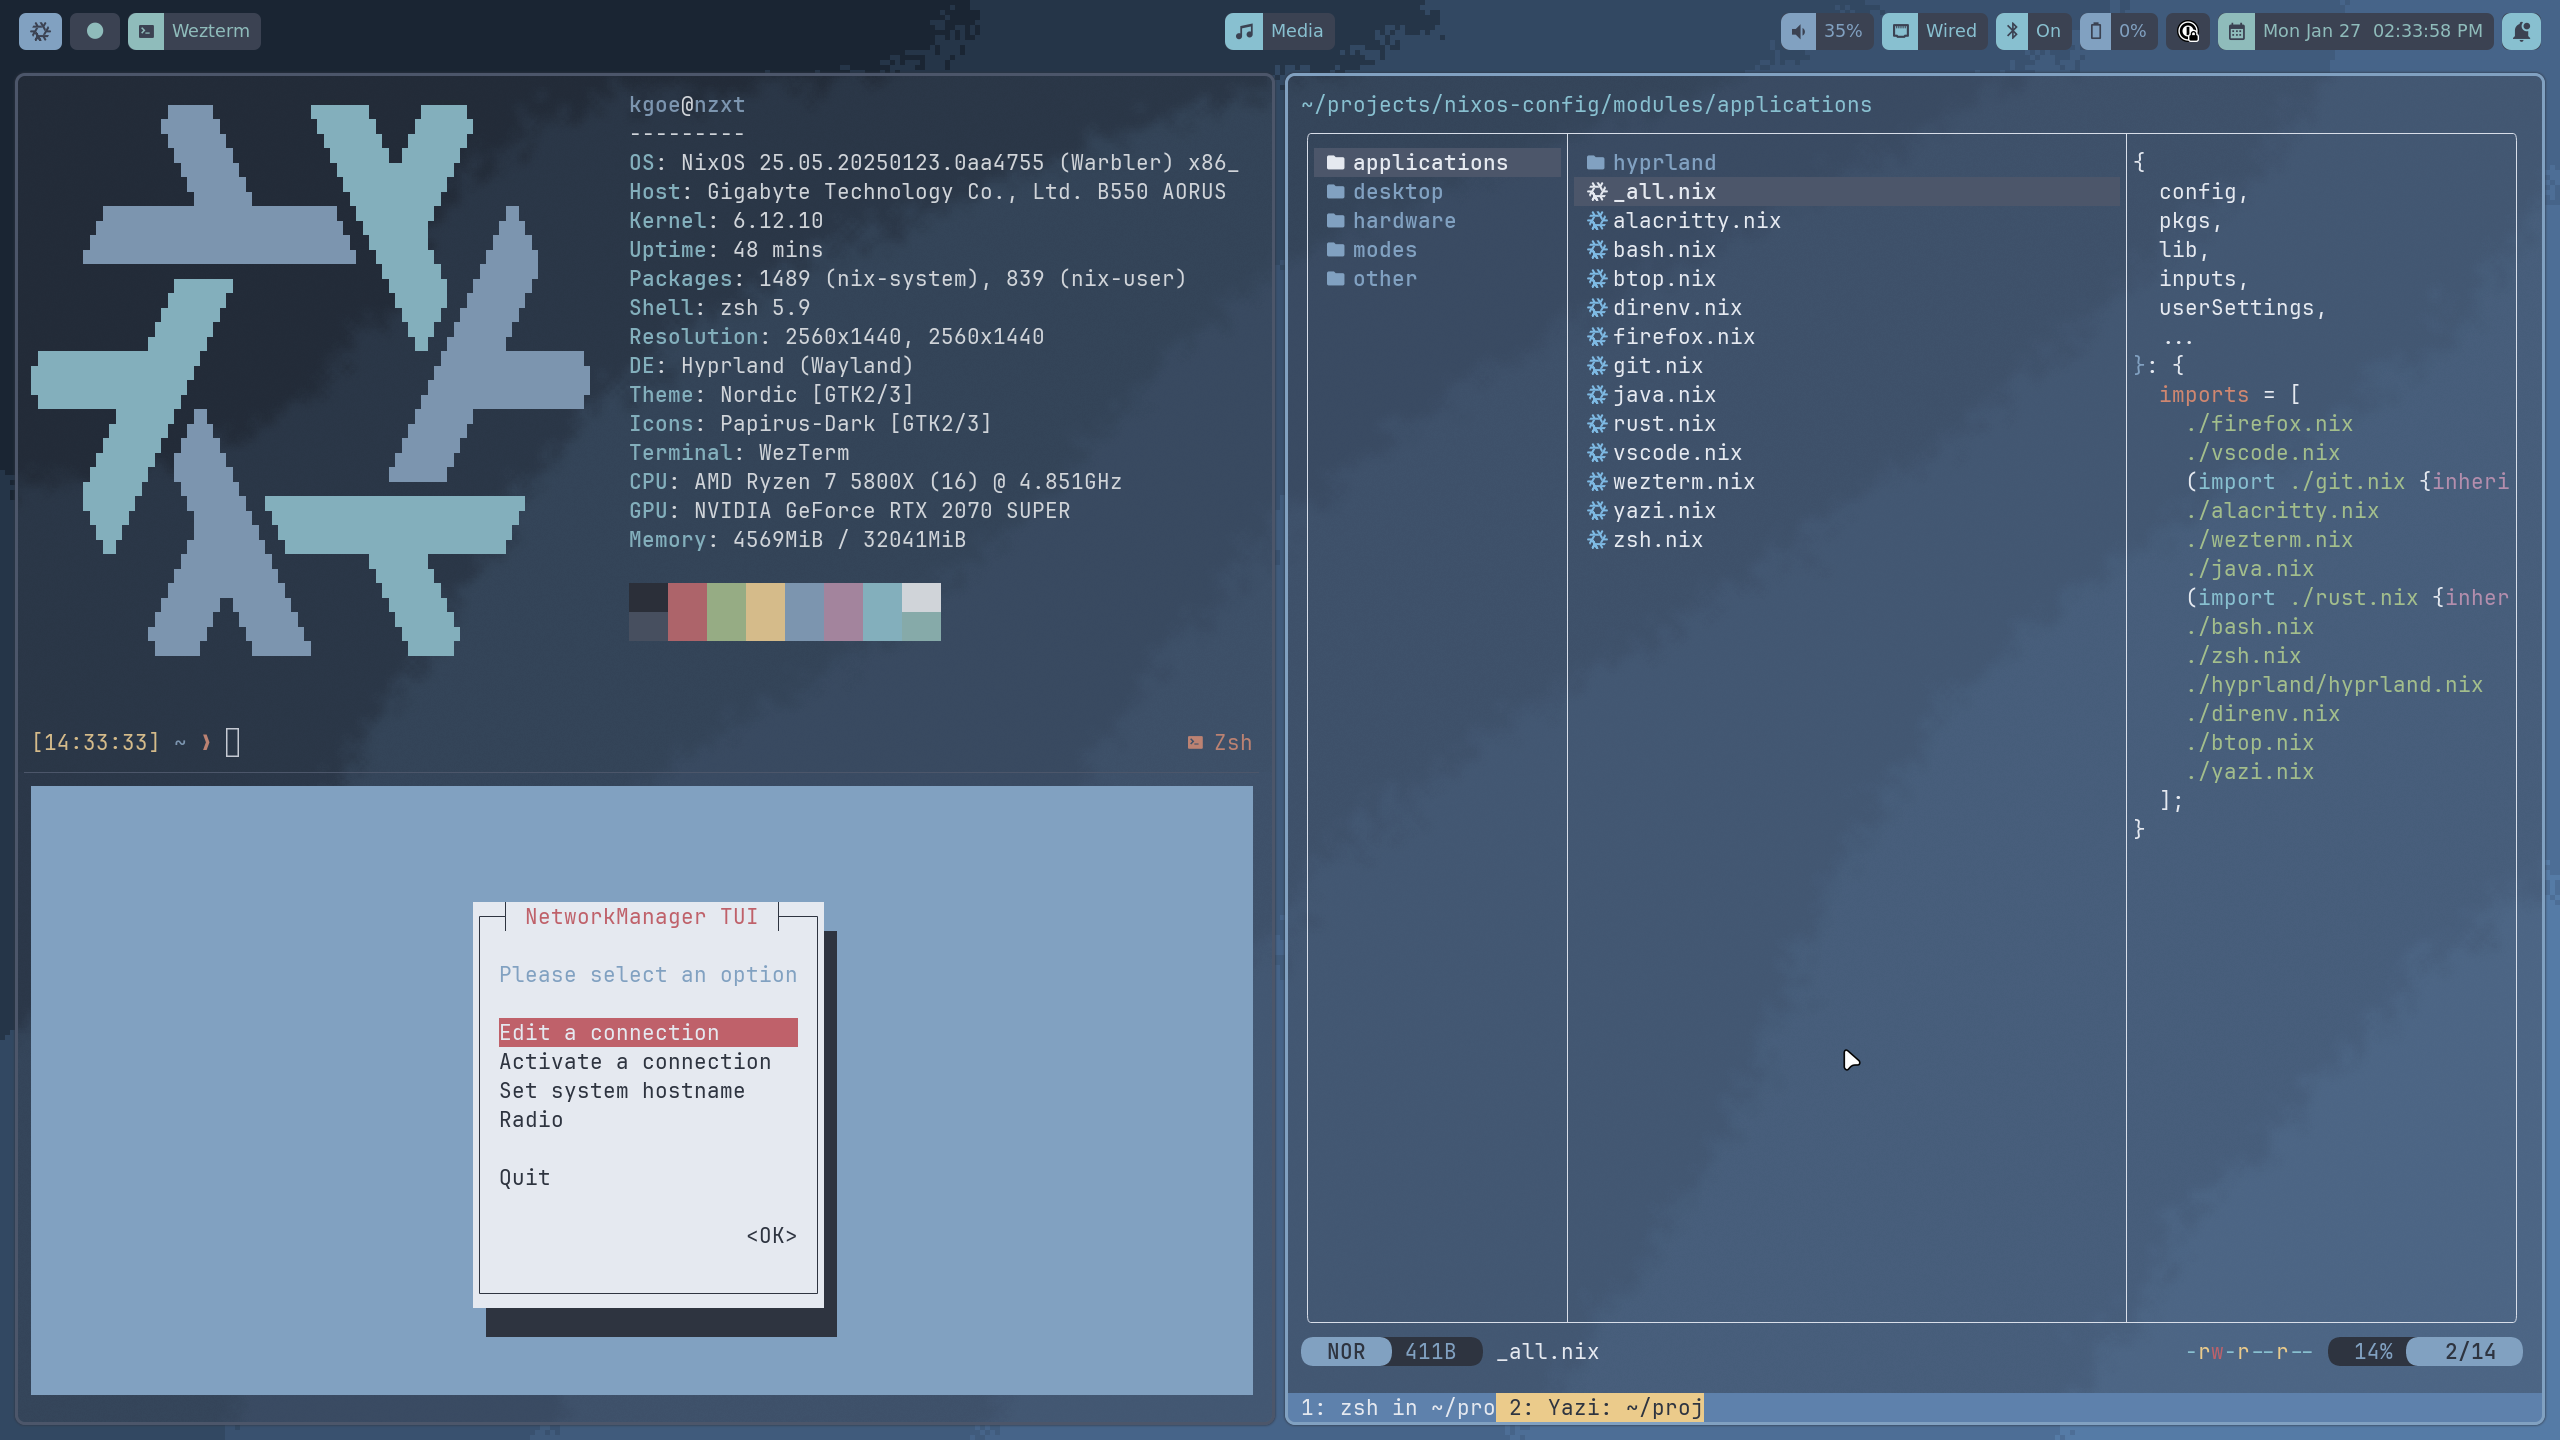 Wezterm
Media
35%
Wired
On
0%
Mon Jan 27 02:33:58 PM
kgoe@nzxt
---------
OS: NixOS 25.05.20250123.0aa4755 (Warbler) x86_
Host: Gigabyte Technology Co., Ltd. B550 AORUS
Kernel: 6.12.10
Uptime: 48 mins
Packages: 1489 (nix-system), 839 (nix-user)
Shell: zsh 5.9
Resolution: 2560x1440, 2560x1440
DE: Hyprland (Wayland)
Theme: Nordic [GTK2/3]
Icons: Papirus-Dark [GTK2/3]
Terminal: WezTerm
CPU: AMD Ryzen 7 5800X (16) @ 4.851GHz
GPU: NVIDIA GeForce RTX 2070 SUPER
Memory: 4569MiB / 32041MiB
[14:33:33] ~ ❯
Zsh
NetworkManager TUI
Please select an option
Edit a connection
Activate a connection
Set system hostname
Radio
Quit
<OK>
~/projects/nixos-config/modules/applications
applications
desktop
hardware
modes
other
hyprland
_all.nix
alacritty.nix
bash.nix
btop.nix
direnv.nix
firefox.nix
git.nix
java.nix
rust.nix
vscode.nix
wezterm.nix
yazi.nix
zsh.nix
{
config,
pkgs,
lib,
inputs,
userSettings,
...
}: {
imports = [
./firefox.nix
./vscode.nix
(import ./git.nix {inheri
./alacritty.nix
./wezterm.nix
./java.nix
(import ./rust.nix {inher
./bash.nix
./zsh.nix
./hyprland/hyprland.nix
./direnv.nix
./btop.nix
./yazi.nix
];
}
NOR 411B _all.nix
-rw-r--r-- 14% 2/14
1: zsh in ~/pro 2: Yazi: ~/proj